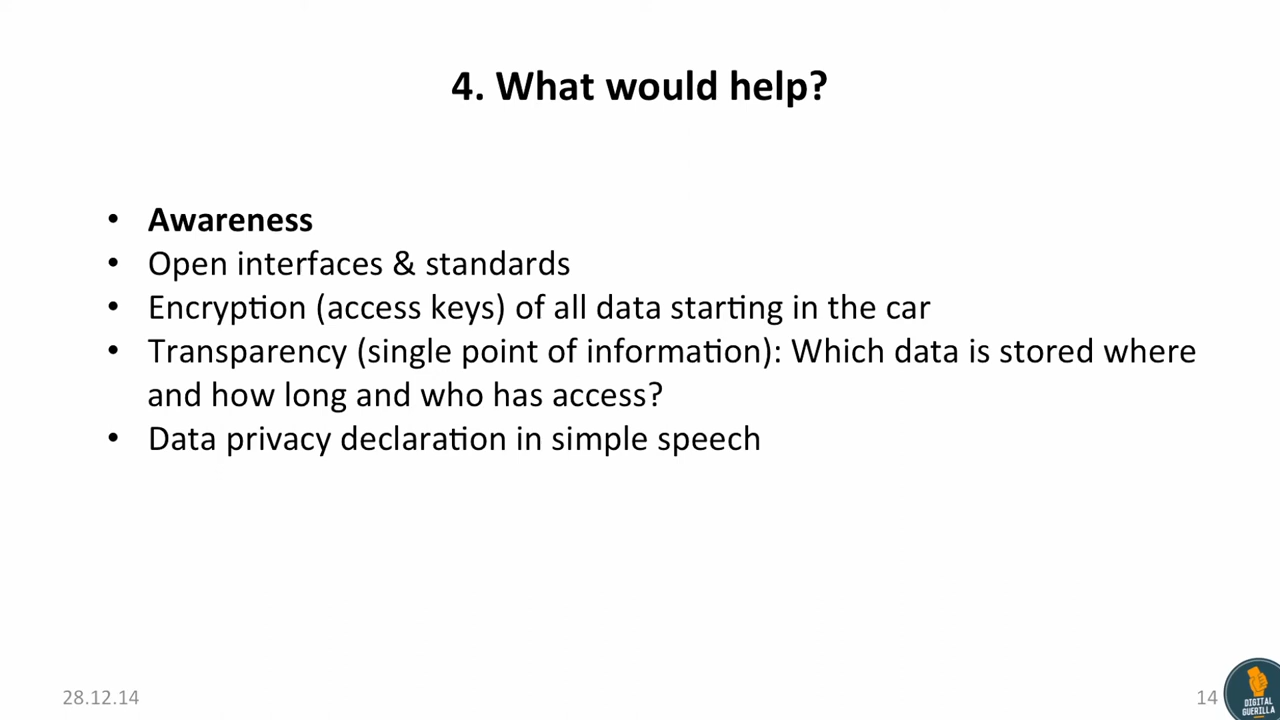 4. What would help?
• Awareness
• Open interfaces & standards
• Encryption (access keys) of all data starting in the car
• Transparency (single point of information): Which data is stored where
and how long and who has access?
• Data privacy declaration in simple speech
28.12.14
14
DIGITAL
GUERILLA